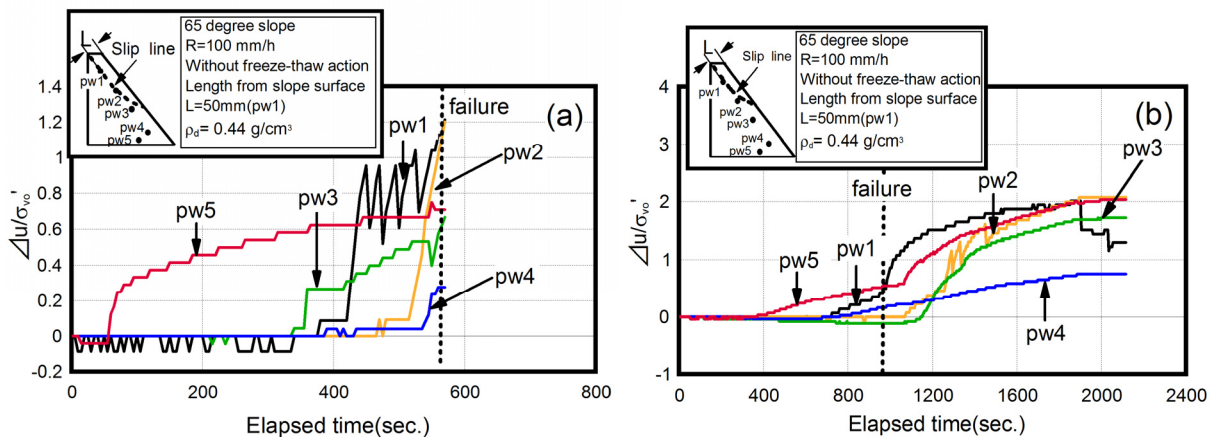 L
Slip line
pw1
pw2
pw3
pw4
pw5
65 degree slope
R=100 mm/h
Without freeze-thaw action
Length from slope surface
L=50mm(pw1)
ρd= 0.44 g/cm³
(a)
failure
pw1
pw2
pw3
pw4
pw5
1.4
1.2
1
0.8
0.6
0.4
0.2
0
-0.2
⊿u/σvo'
0 200 400 600 800
Elapsed time(sec.)
L
Slip line
pw1
pw2
pw3
pw4
pw5
65 degree slope
R=100 mm/h
Without freeze-thaw action
Length from slope surface
L=50mm(pw1)
ρd= 0.44 g/cm³
(b)
failure
pw3
pw2
pw1
pw5
pw4
4
3
2
1
0
-1
⊿u/σvo'
0 400 800 1200 1600 2000 2400
Elapsed time(sec.)